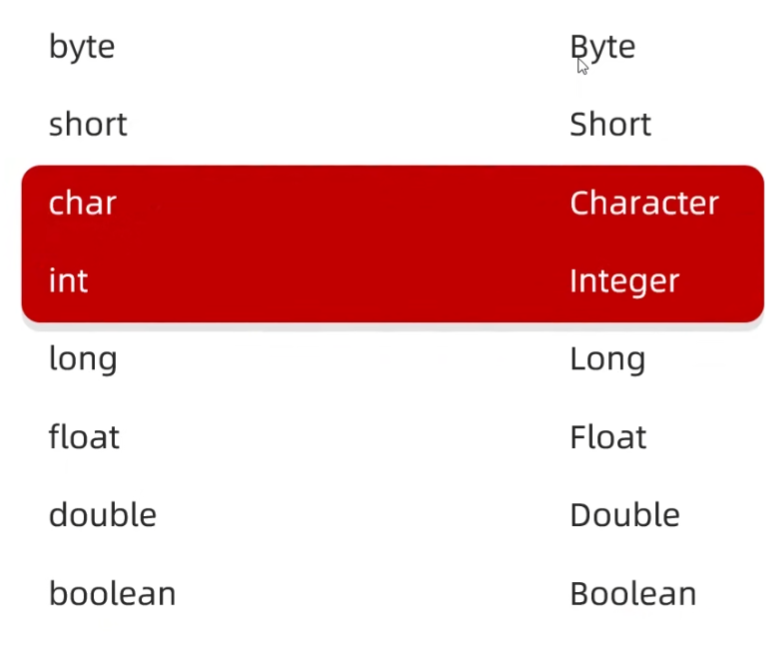 byte Byte
short Short
char Character
int Integer
long Long
float Float
double Double
boolean Boolean